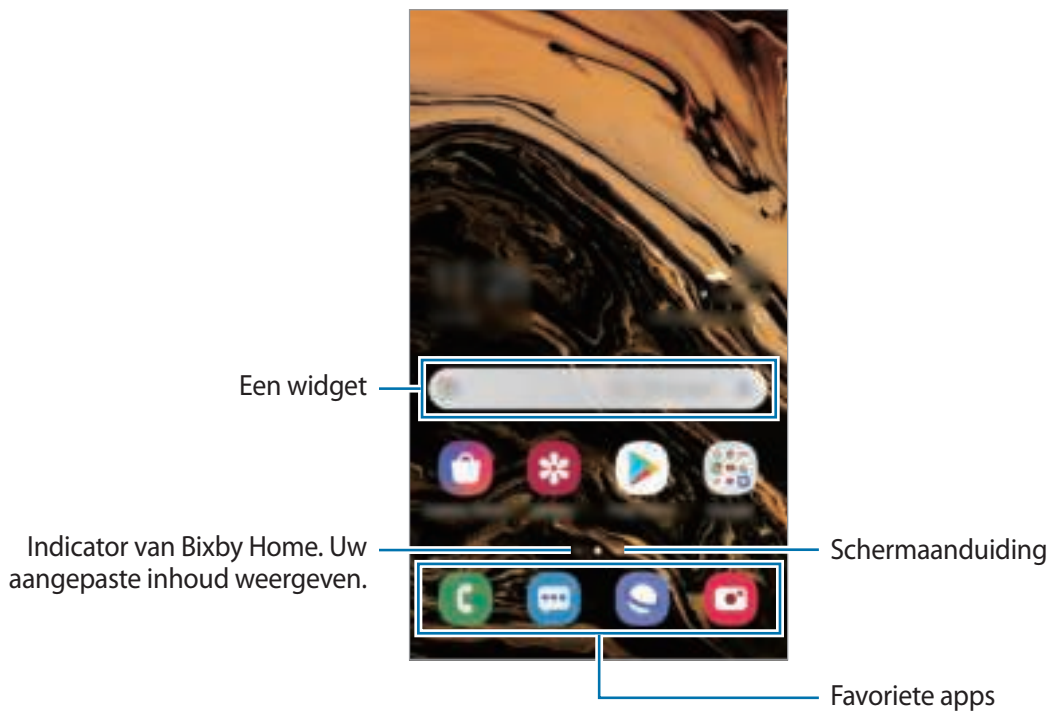 Een widget
Indicator van Bixby Home. Uw
aangepaste inhoud weergeven.
Schermaanduiding
Favoriete apps